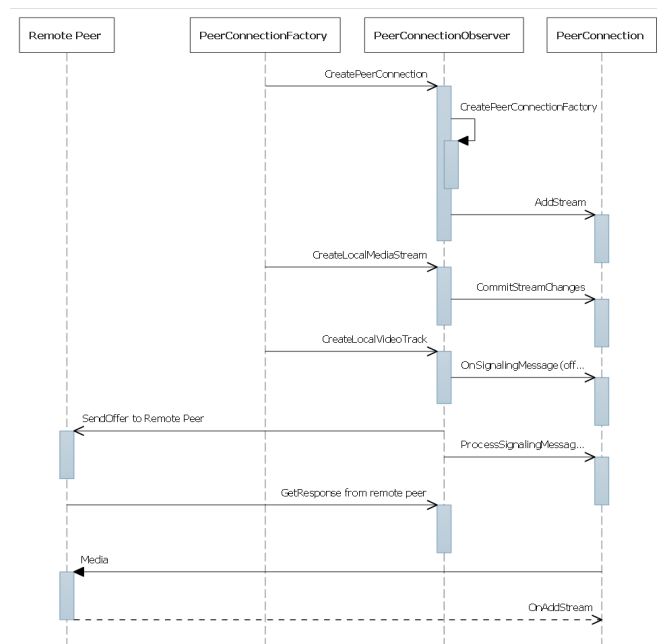 Remote Peer
PeerConnectionFactory
PeerConnectionObserver
PeerConnection
CreatePeerConnection
CreatePeerConnectionFactory
AddStream
CreateLocalMediaStream
CommitStreamChanges
CreateLocalVideoTrack
OnSignalingMessage (off...
SendOffer to Remote Peer
ProcessSignalingMessag...
GetResponse from remote peer
Media
OnAddStream